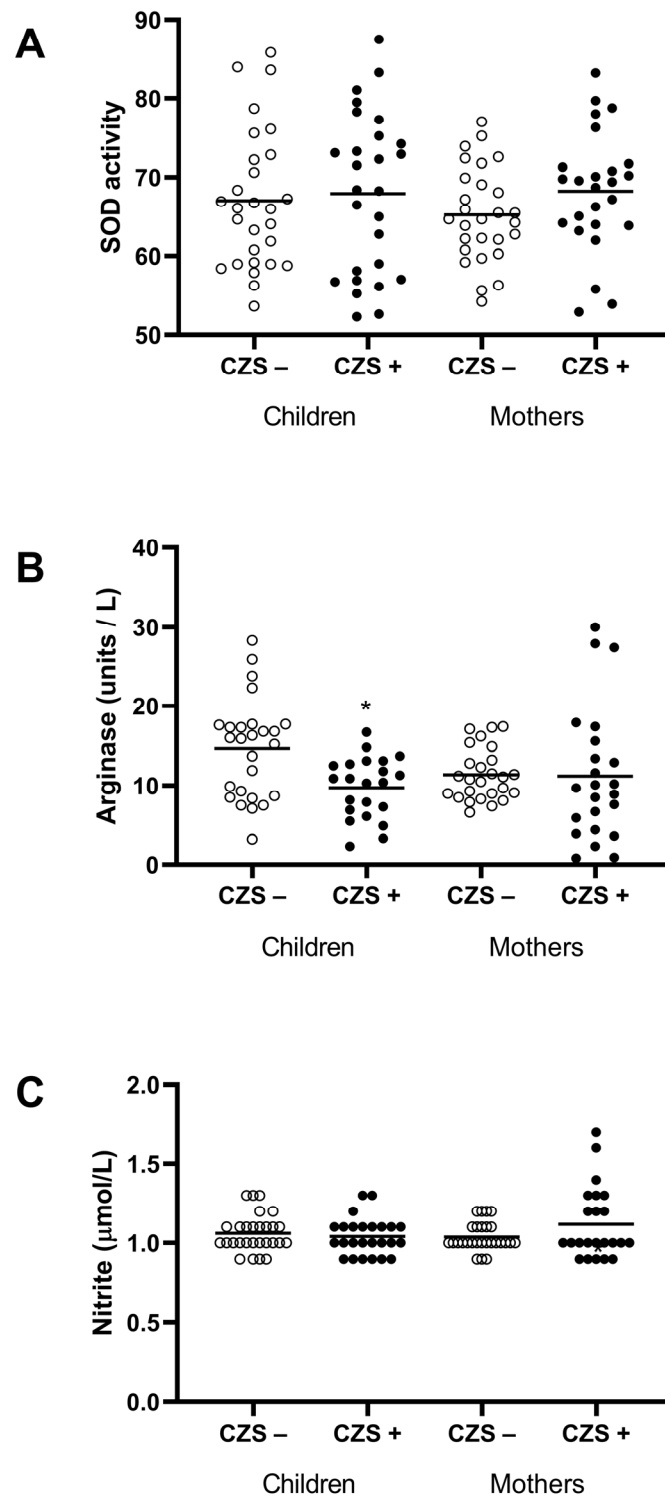 A
SOD activity
90
80
70
60
50
CZS – CZS + CZS – CZS +
Children Mothers
B
Arginase (units / L)
40
30
20
10
0
*
CZS – CZS + CZS – CZS +
Children Mothers
C
Nitrite (μmol/L)
2.0
1.5
1.0
0.5
0.0
*
CZS – CZS + CZS – CZS +
Children Mothers